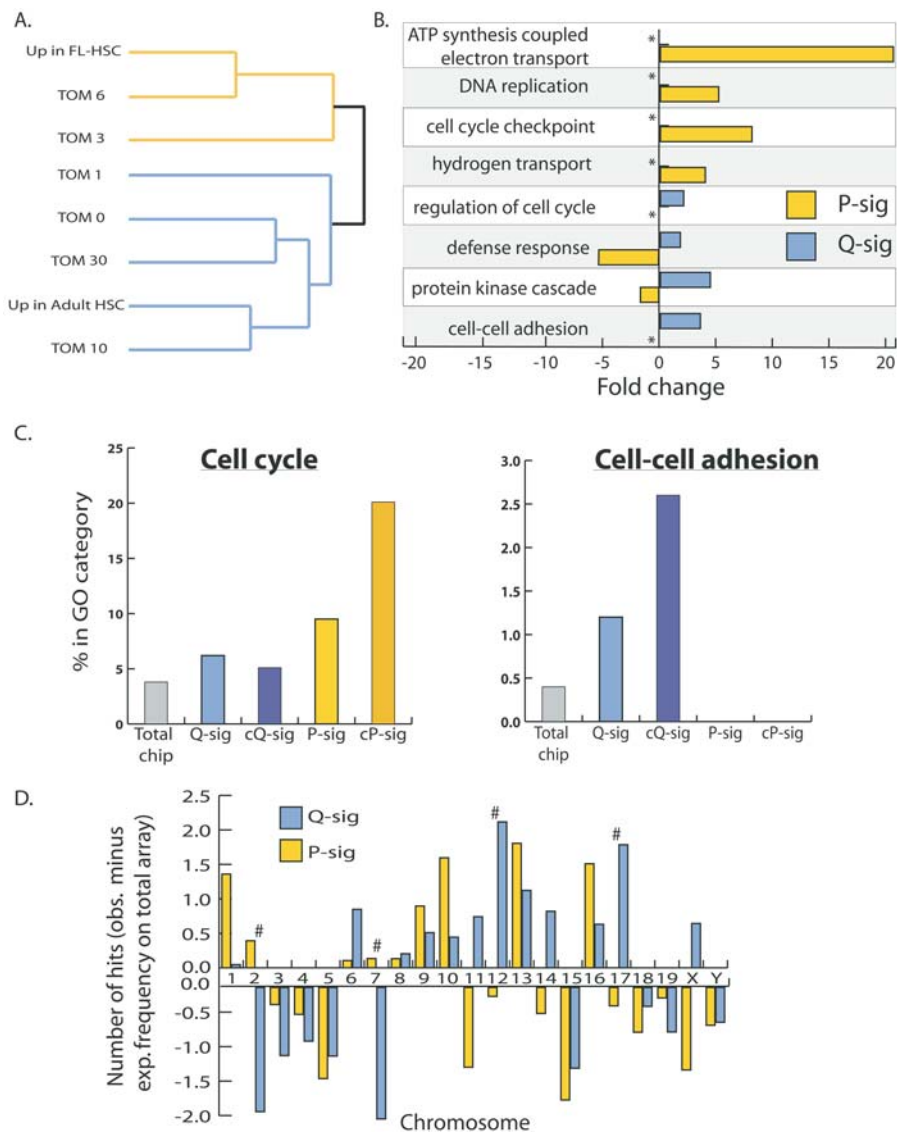 A.
Up in FL-HSC
TOM 6
TOM 3
TOM 1
TOM 0
TOM 30
Up in Adult HSC
TOM 10
B.
ATP synthesis coupled
electron transport
*
DNA replication
*
cell cycle checkpoint
*
hydrogen transport
*
regulation of cell cycle
*
defense response
protein kinase cascade
cell-cell adhesion
*
P-sig
Q-sig
-20 -15 -10 -5 0 5 10 15 20
Fold change
C.
Cell cycle
% in GO category
25
20
15
10
5
0
Total chip
Q-sig
cQ-sig
P-sig
cP-sig
Cell-cell adhesion
3.0
2.5
2.0
1.5
1.0
0.5
0.0
Total chip
Q-sig
cQ-sig
P-sig
cP-sig
D.
Number of hits (obs. minus
exp.frequency on total array)
2.5
2.0
1.5
1.0
0.5
0.0
Q-sig
P-sig
# # # #
1 2 3 4 5 6 7 8 9 10 11 12 13 14 15 16 17 18 19 X Y
0.0
-0.5
-1.0
-1.5
-2.0
Chromosome